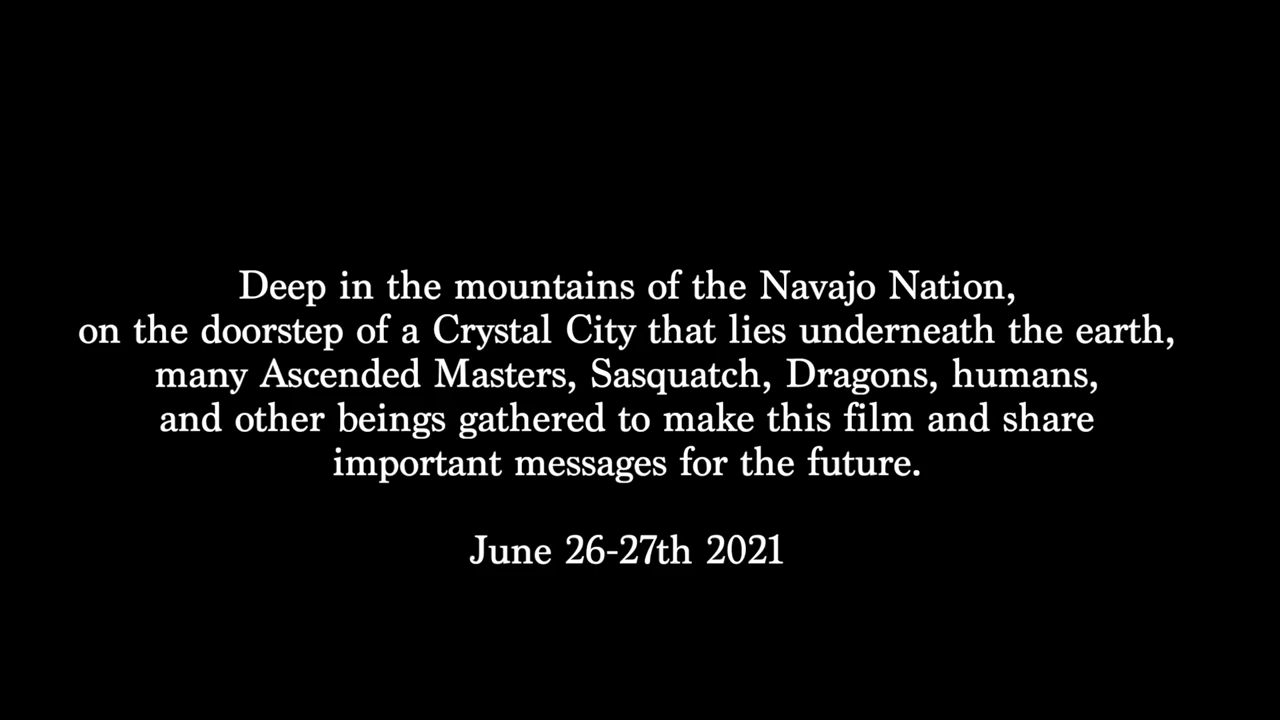 Deep in the mountains of the Navajo Nation,
on the doorstep of a Crystal City that lies underneath the earth,
many Ascended Masters, Sasquatch, Dragons, humans,
and other beings gathered to make this film and share
important messages for the future.
June 26-27th 2021